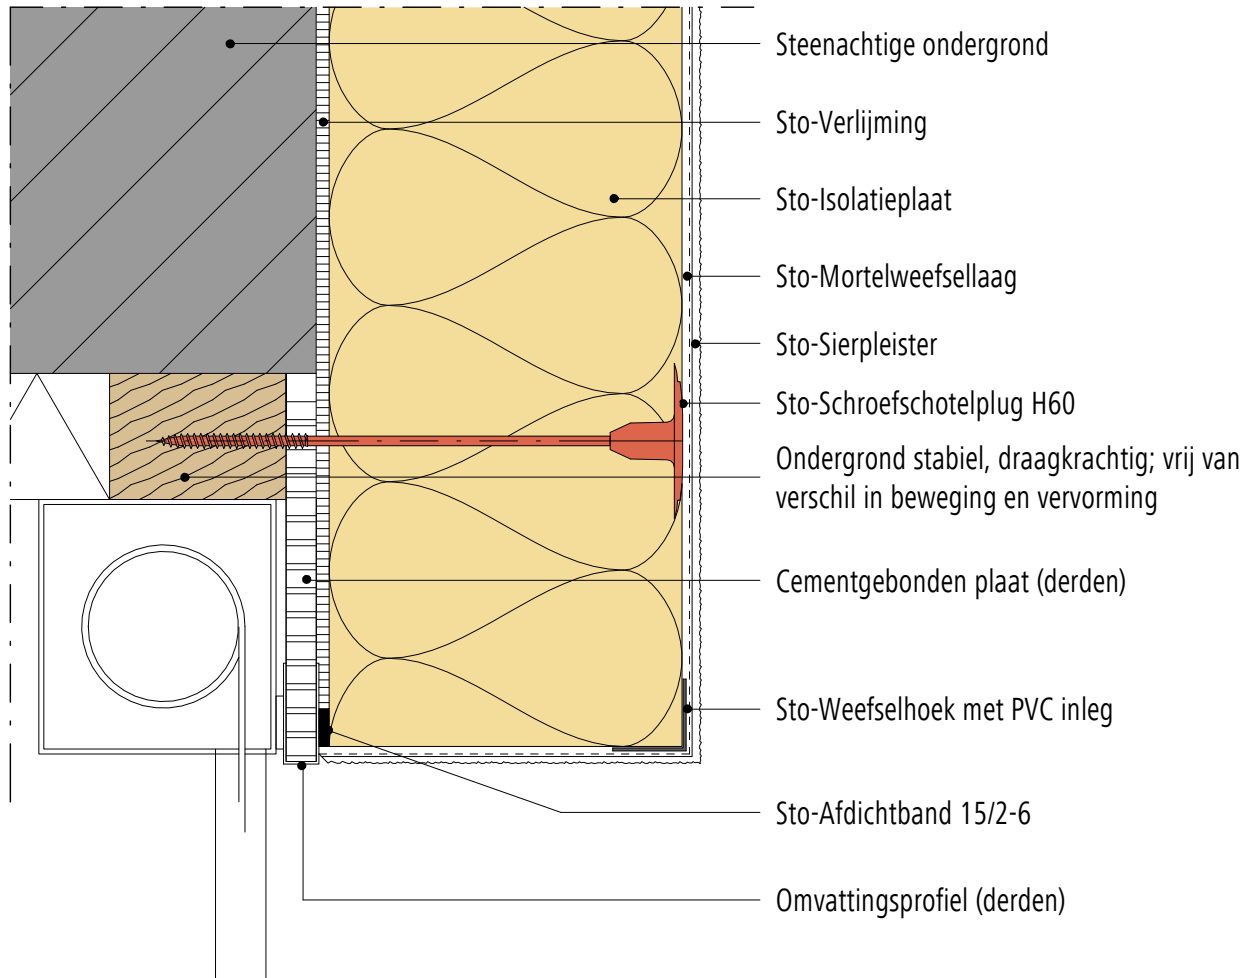 Steenachtige ondergrond
Sto-Verlijming
Sto-Isolatieplaat
Sto-Mortelweefsellaag
Sto-Sierpleister
Sto-Schroefschotelplug H60
Ondergrond stabiel, draagkrachtig; vrij van
verschil in beweging en vervorming
Cementgebonden plaat (derden)
Sto-Weefselhoek met PVC inleg
Sto-Afdichtband 15/2-6
Omvattingsprofiel (derden)